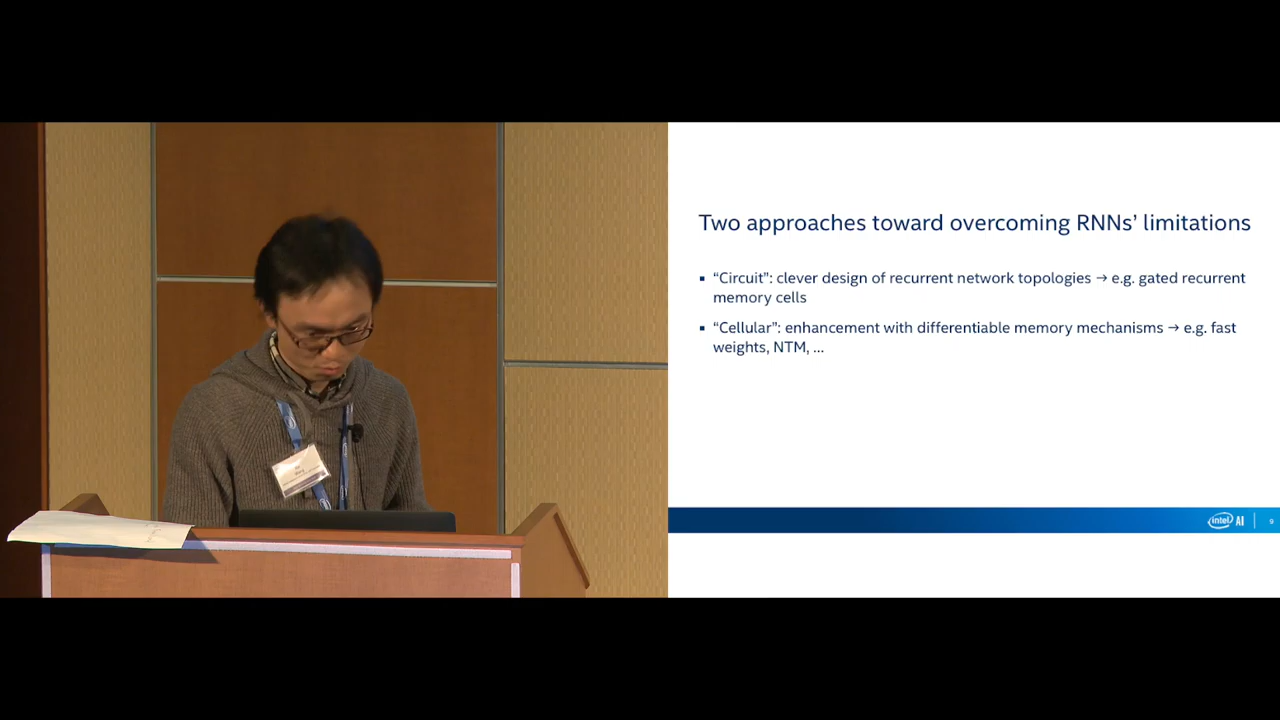 Two approaches toward overcoming RNNs’ limitations
▪ “Circuit”: clever design of recurrent network topologies → e.g. gated recurrent
memory cells
▪ “Cellular”: enhancement with differentiable memory mechanisms → e.g. fast
weights, NTM, ...
intel AI
9